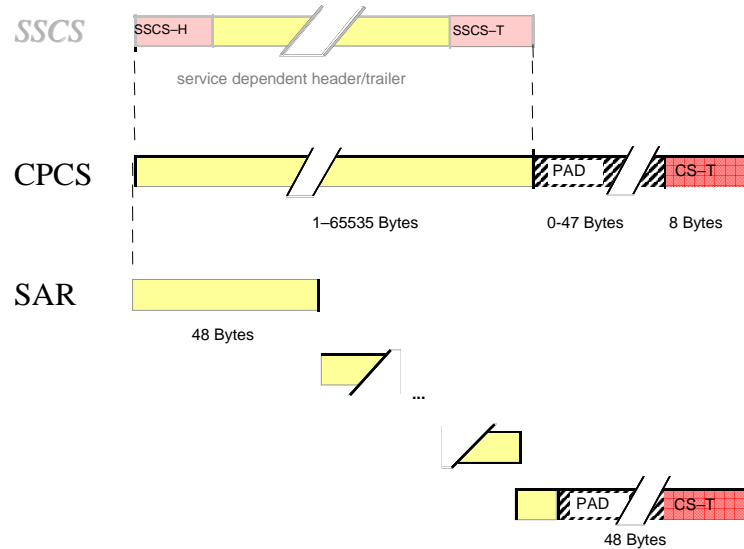 SSCS
SSCS–H
SSCS–T
service dependent header/trailer
CPCS
PAD
CS–T
1–65535 Bytes
0-47 Bytes
8 Bytes
SAR
48 Bytes
...
PAD
CS–T
48 Bytes